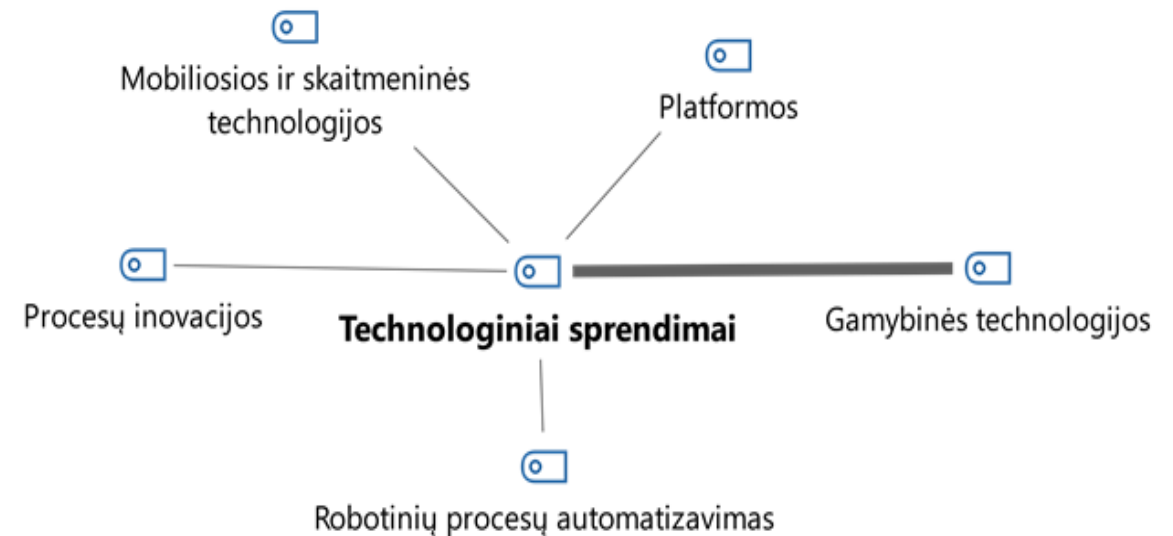 Mobiliosios ir skaitmeninės
technologijos
Platformos
Procesų inovacijos
Technologiniai sprendimai
Gamybinės technologijos
Robotinių procesų automatizavimas